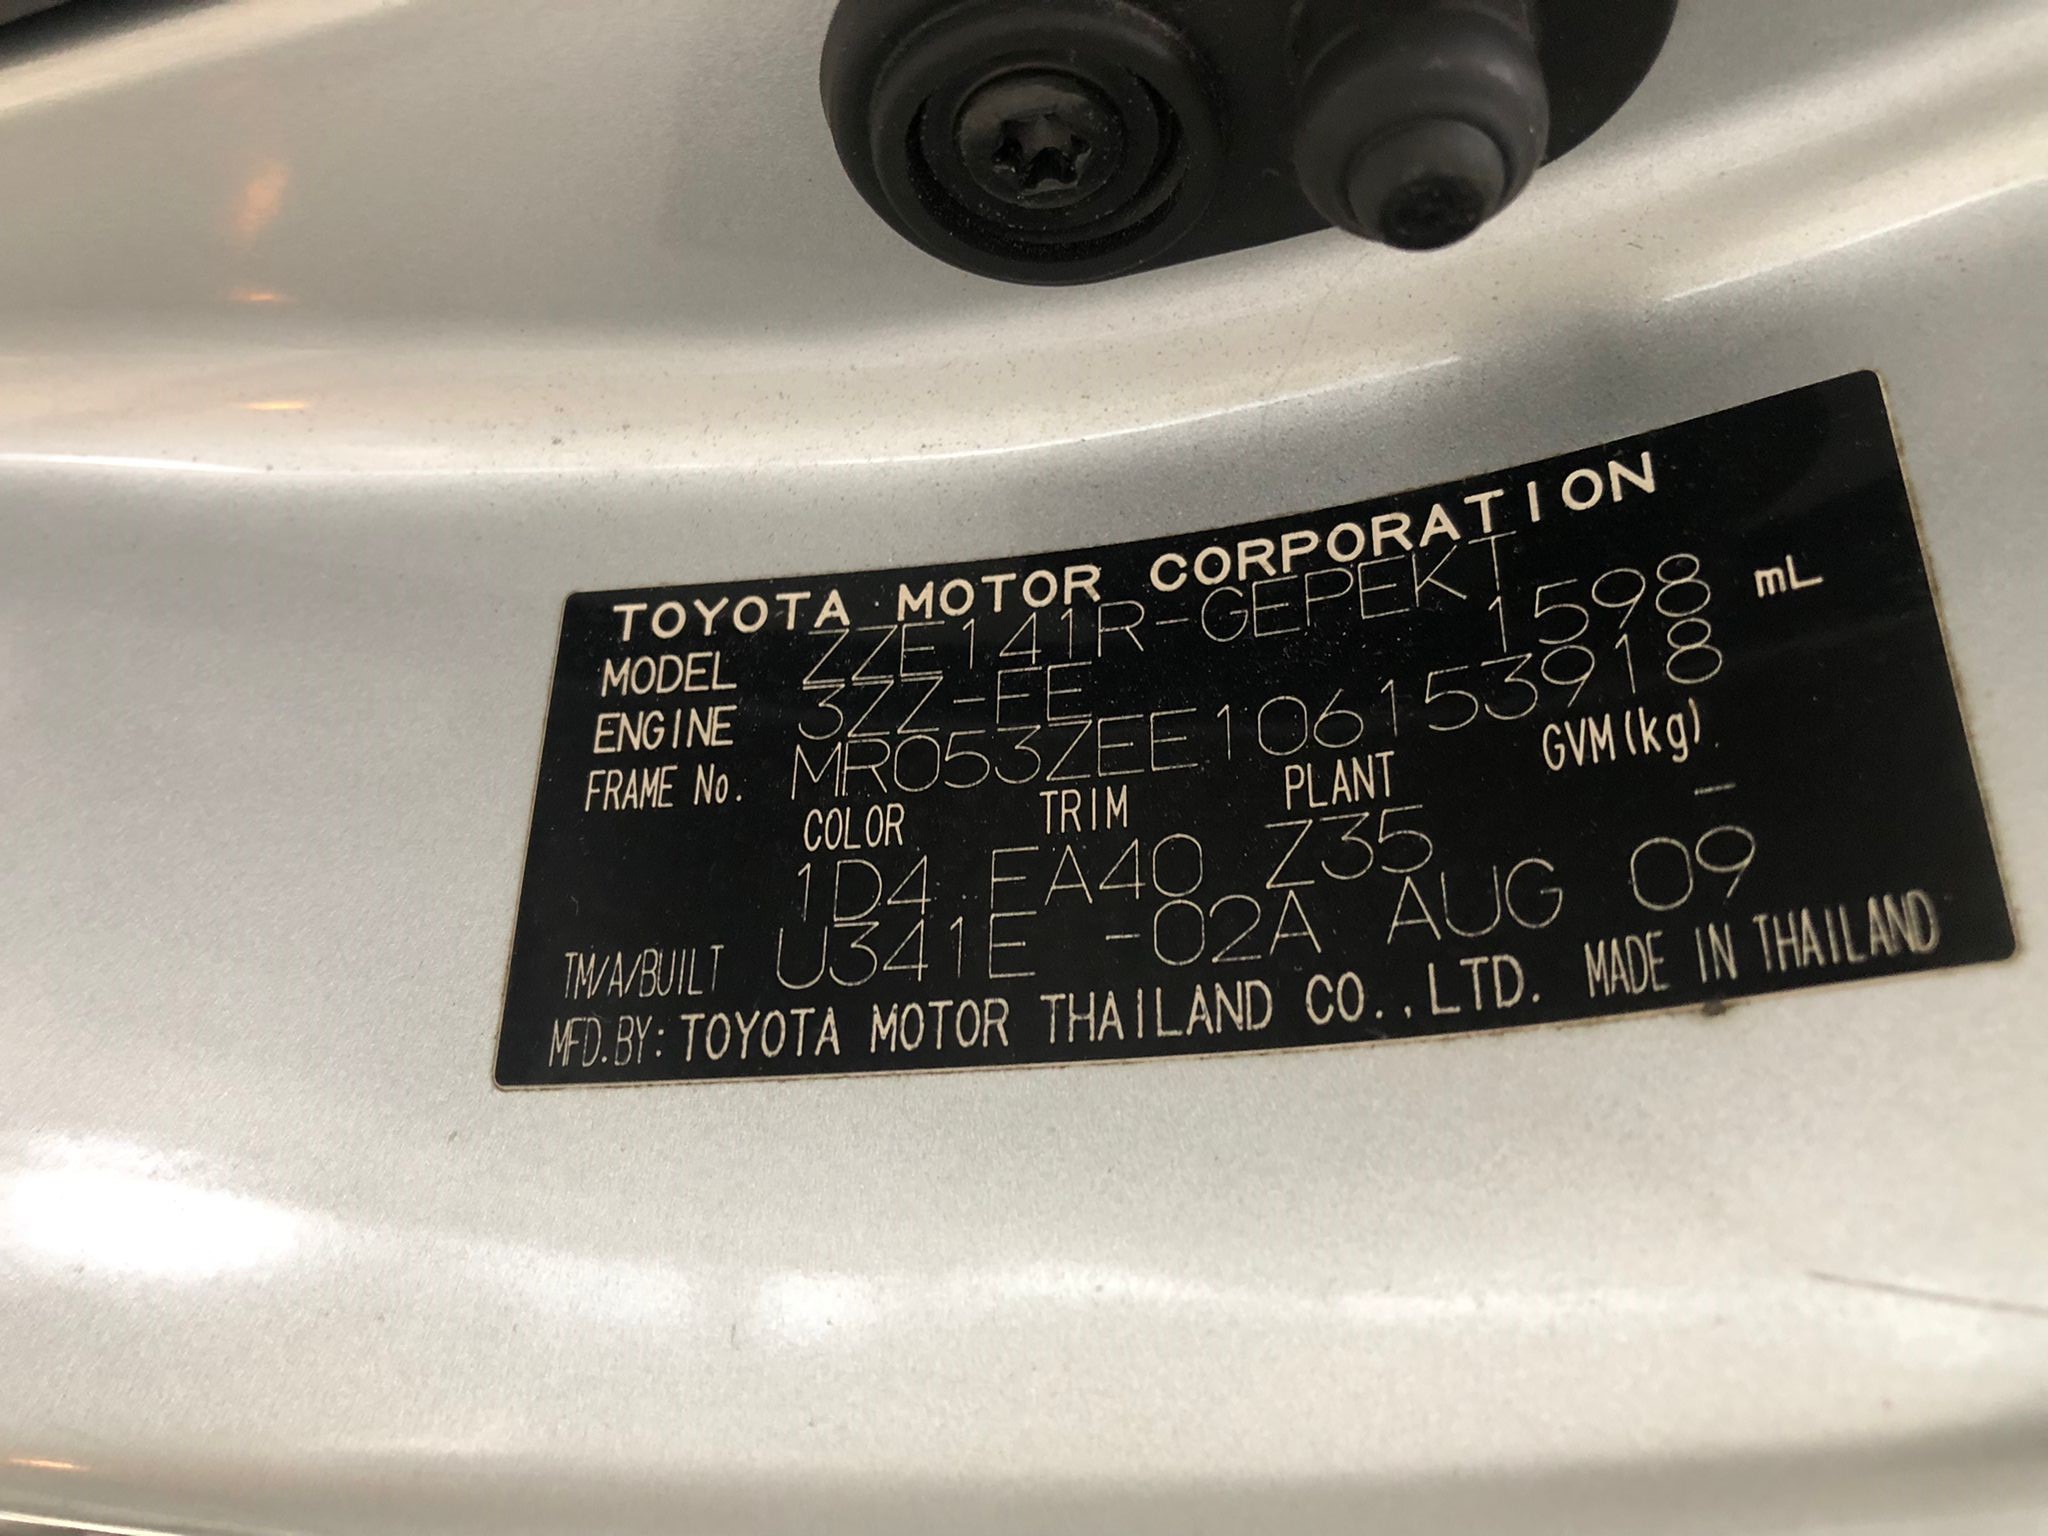 TOYOTA MOTOR CORPORATION
MODEL ZZE141R-GEPEKT
ENGINE 3ZZ-FE 1598 mL
FRAME No. MR053ZEE106153918
COLOR TRIM PLANT GVM(kg)
1D4 FA40 Z35 -
TM/A/BUILT U341E -02A AUG 09
MFD.BY: TOYOTA MOTOR THAILAND CO.,LTD. MADE IN THAILAND